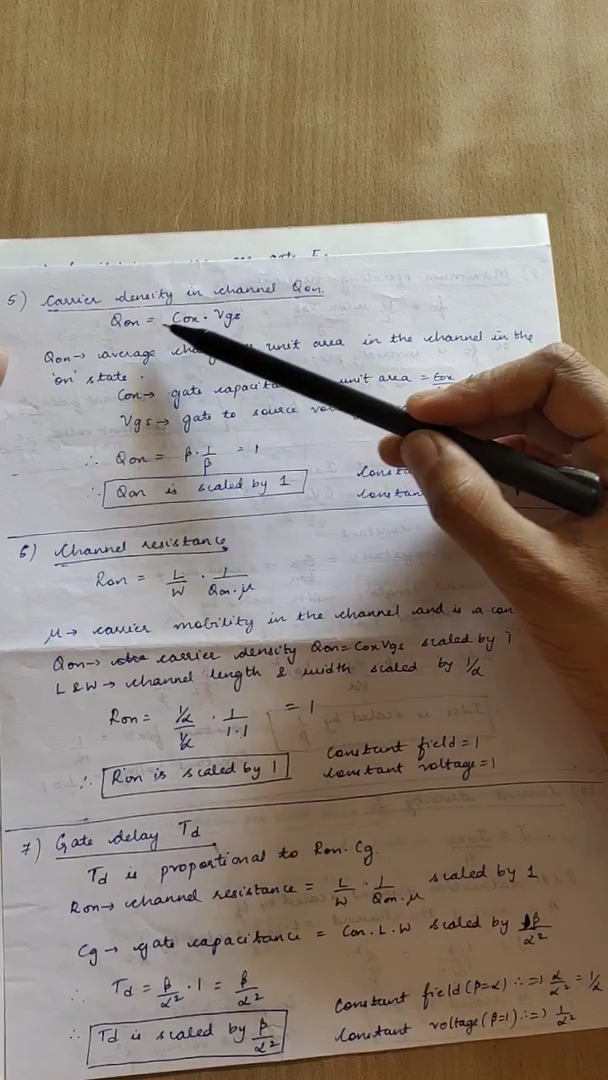 5) Carrier density in channel Qon.
Qon = Cox . Vgs
Qon → average unit area in the channel in the
'on' state.
Cox → gate unit area =
Vgs → gate to source
∴ Qon = β . 1/β = 1
∴ Qon is scaled by 1
6) Channel resistance
Ron = L/W . 1/Qon.μ
μ → carrier mobility in the channel and is a
Qon → carrier density Qon = Cox Vgs scaled by 1
L & W → channel length & width scaled by 1/α
Ron = 1/α / 1/α . 1/1.1 = 1
constant field = 1
∴ Ron is scaled by 1 constant voltage = 1
7) Gate delay Td
Td is proportional to Ron. Cg.
Ron → channel resistance = L/W . 1/Qon.μ scaled by 1
Cg → gate capacitance = Cox. L. W scaled by β/α²
∴ Td = β/α² . 1 = β/α²
constant field (β=α) ∴ ⇒ α/α² = 1/α
∴ Td is scaled by β/α² constant voltage (β=1) ∴ ⇒ 1/α²